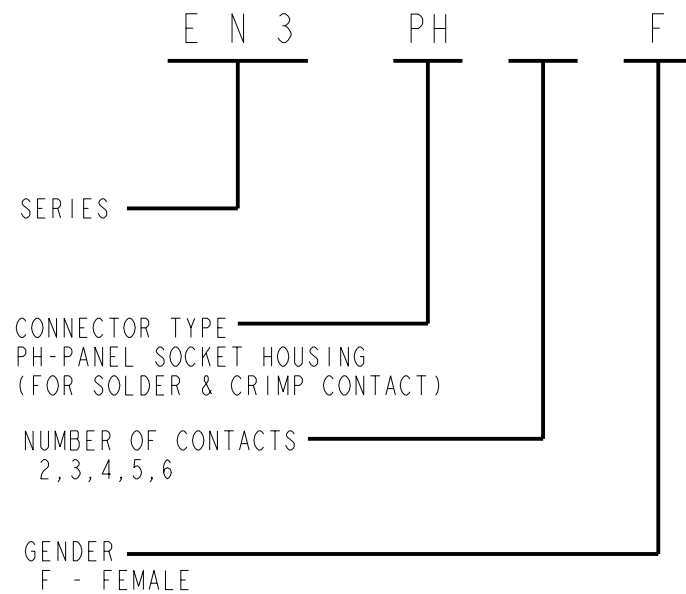 E N 3 PH F
SERIES
CONNECTOR TYPE
PH-PANEL SOCKET HOUSING
(FOR SOLDER & CRIMP CONTACT)
NUMBER OF CONTACTS
2,3,4,5,6
GENDER
F - FEMALE